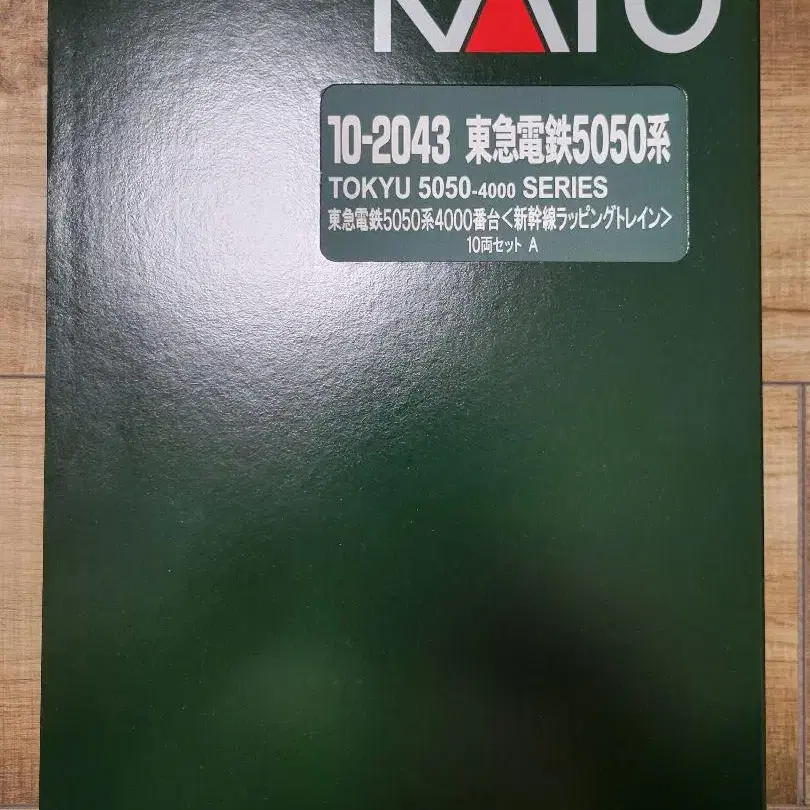 KATO
10-2043 東急電鉄5050系
TOKYU 5050-4000 SERIES
東急電鉄5050系4000番台<新幹線ラッピングトレイン>
10両セット A